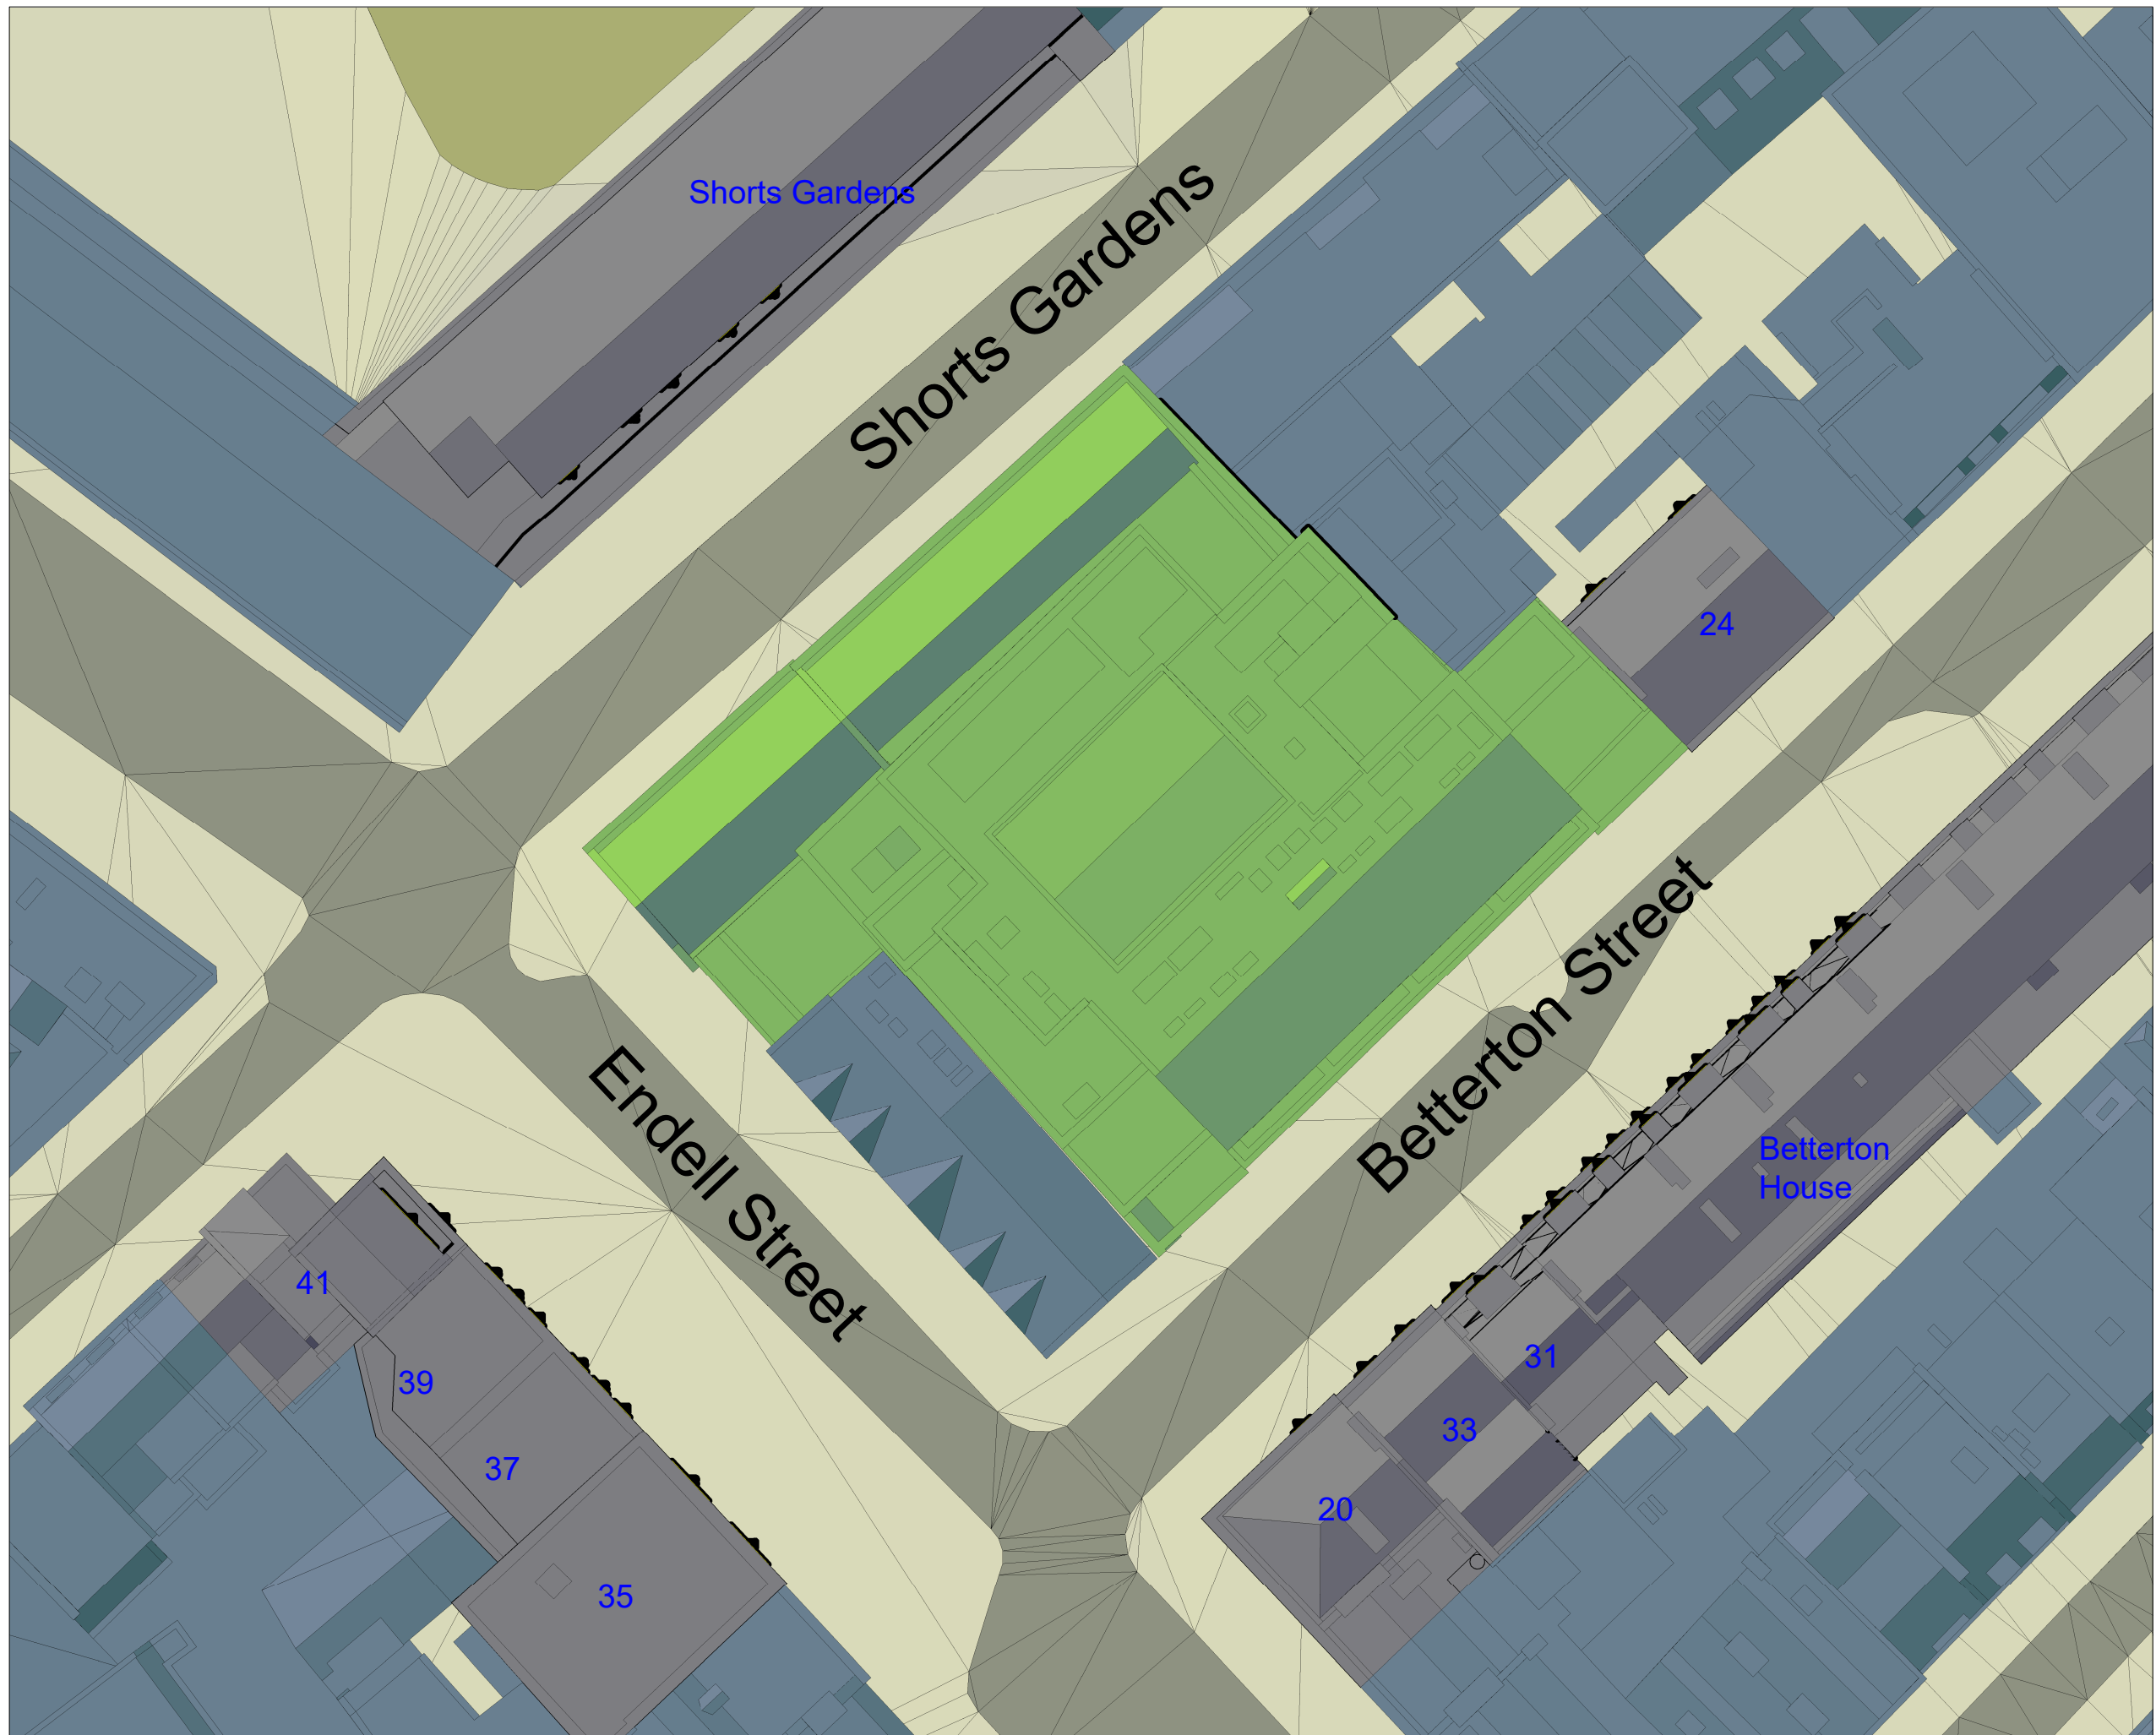 Shorts Gardens
Shorts Gardens
24
Betterton Street
Endell Street
Betterton
House
41
31
39
33
37
20
35